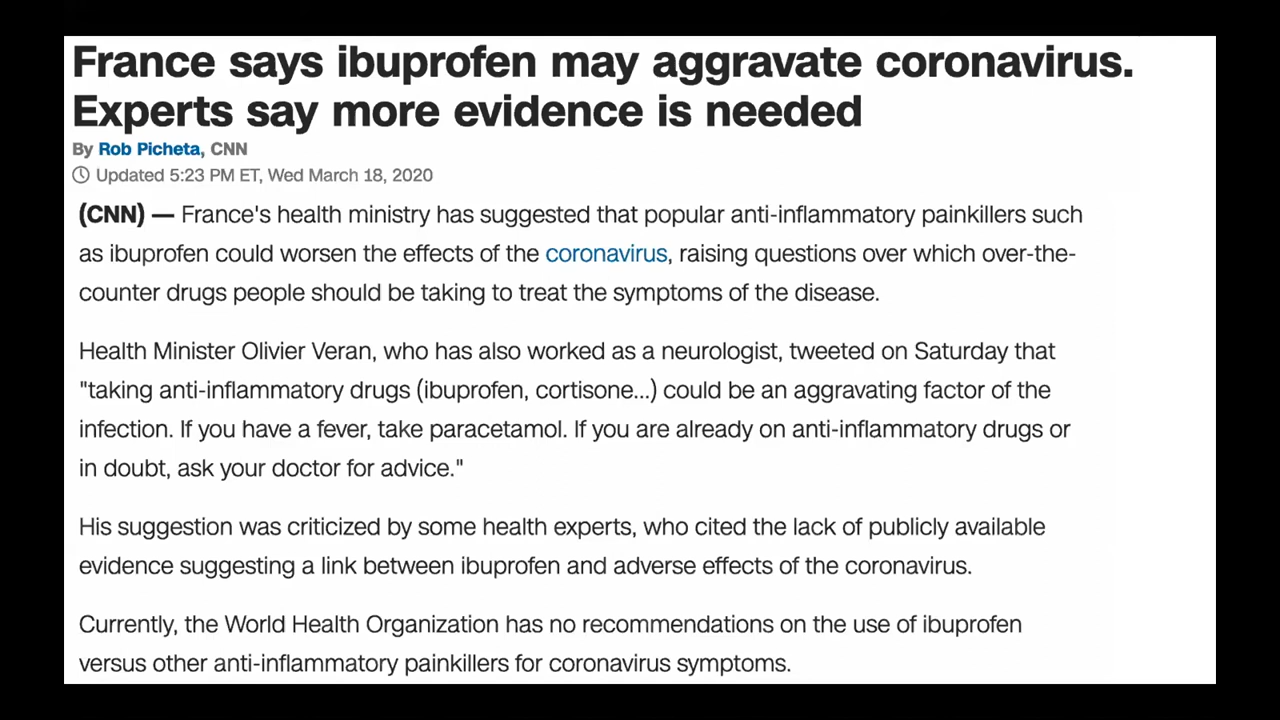 France says ibuprofen may aggravate coronavirus.
Experts say more evidence is needed
By Rob Picheta, CNN
Updated 5:23 PM ET, Wed March 18, 2020
(CNN) — France's health ministry has suggested that popular anti-inflammatory painkillers such
as ibuprofen could worsen the effects of the coronavirus, raising questions over which over-the-
counter drugs people should be taking to treat the symptoms of the disease.
Health Minister Olivier Veran, who has also worked as a neurologist, tweeted on Saturday that
"taking anti-inflammatory drugs (ibuprofen, cortisone...) could be an aggravating factor of the
infection. If you have a fever, take paracetamol. If you are already on anti-inflammatory drugs or
in doubt, ask your doctor for advice."
His suggestion was criticized by some health experts, who cited the lack of publicly available
evidence suggesting a link between ibuprofen and adverse effects of the coronavirus.
Currently, the World Health Organization has no recommendations on the use of ibuprofen
versus other anti-inflammatory painkillers for coronavirus symptoms.